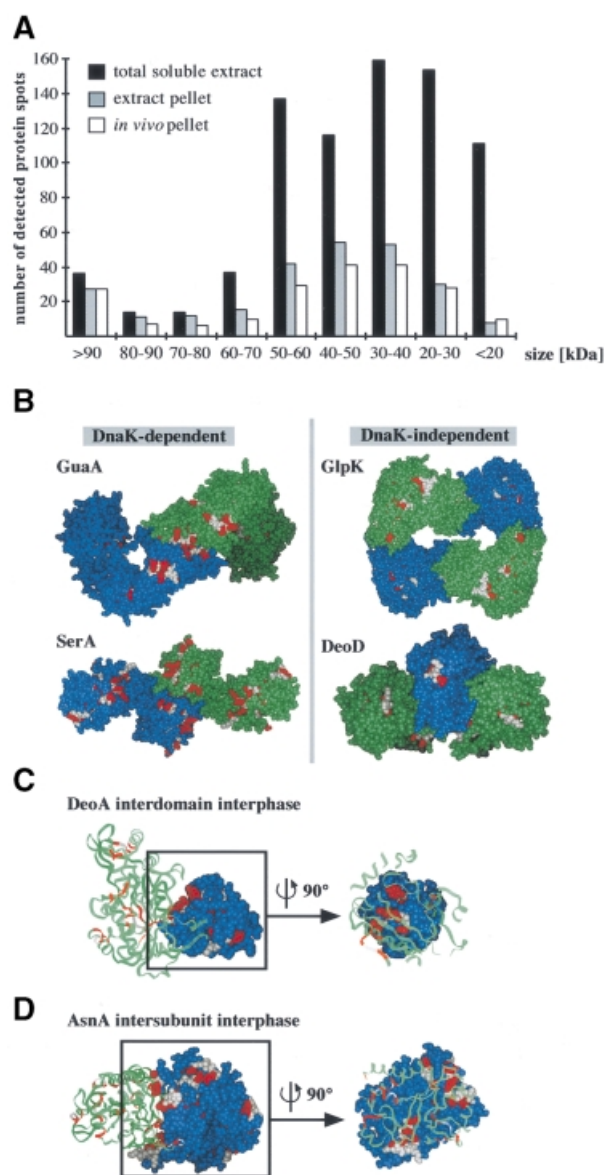 A
160
140
120
100
80
60
40
20
number of detected protein spots
total soluble extract
extract pellet
in vivo pellet
>90 80-90 70-80 60-70 50-60 40-50 30-40 20-30 <20 size [kDa]
B
DnaK-dependent DnaK-independent
GuaA GlpK
SerA DeoD
C
DeoA interdomain interphase
90°
D
AsnA intersubunit interphase
90°